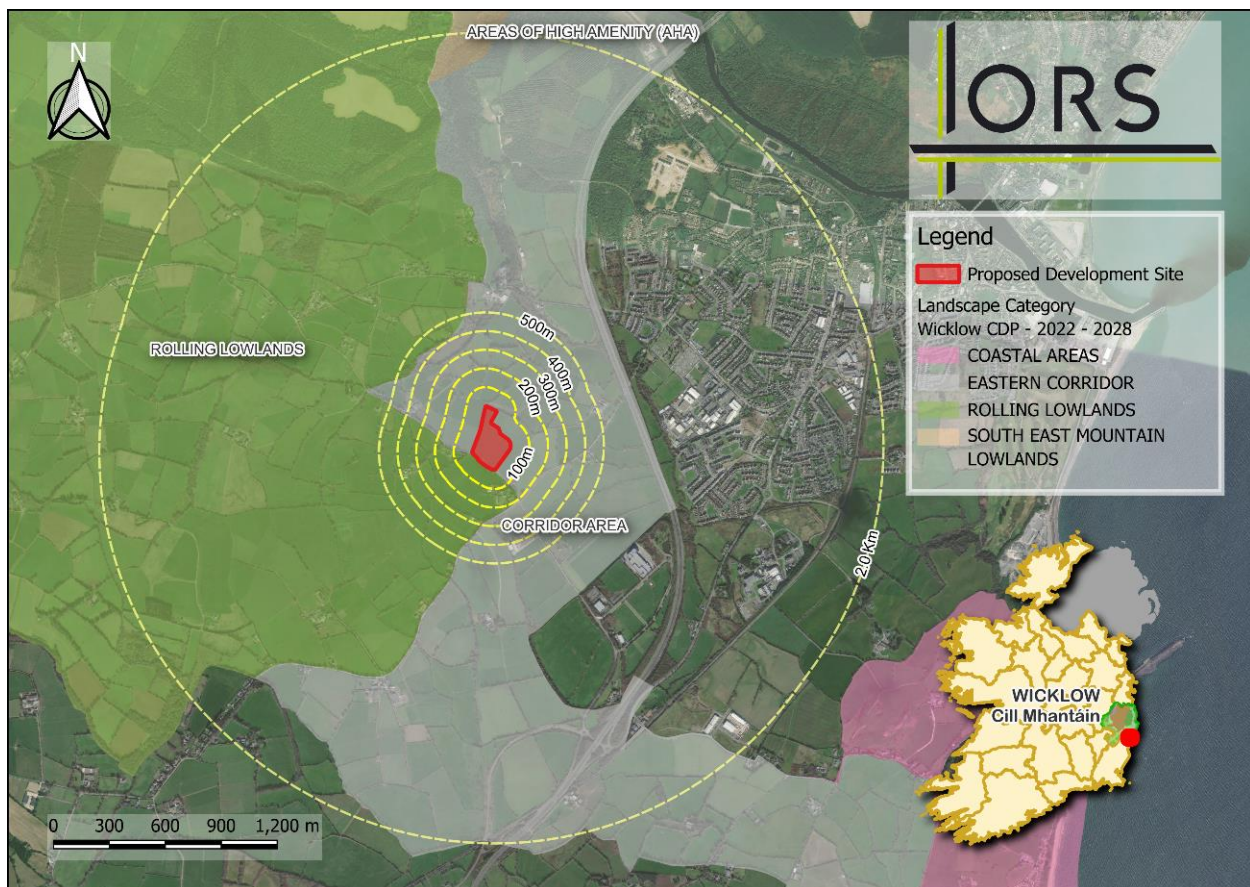 AREAS OF HIGH AMENITY (AHA)
N
ORS
Legend
Proposed Development Site
Landscape Category
Wicklow CDP - 2022 - 2028
COASTAL AREAS
EASTERN CORRIDOR
ROLLING LOWLANDS
SOUTH EAST MOUNTAIN
LOWLANDS
ROLLING LOWLANDS
500m
400m
300m
200m
100m
CORRIDOR AREA
2.0 Km
WICKLOW
Cill Mhantáin
0 300 600 900 1,200 m